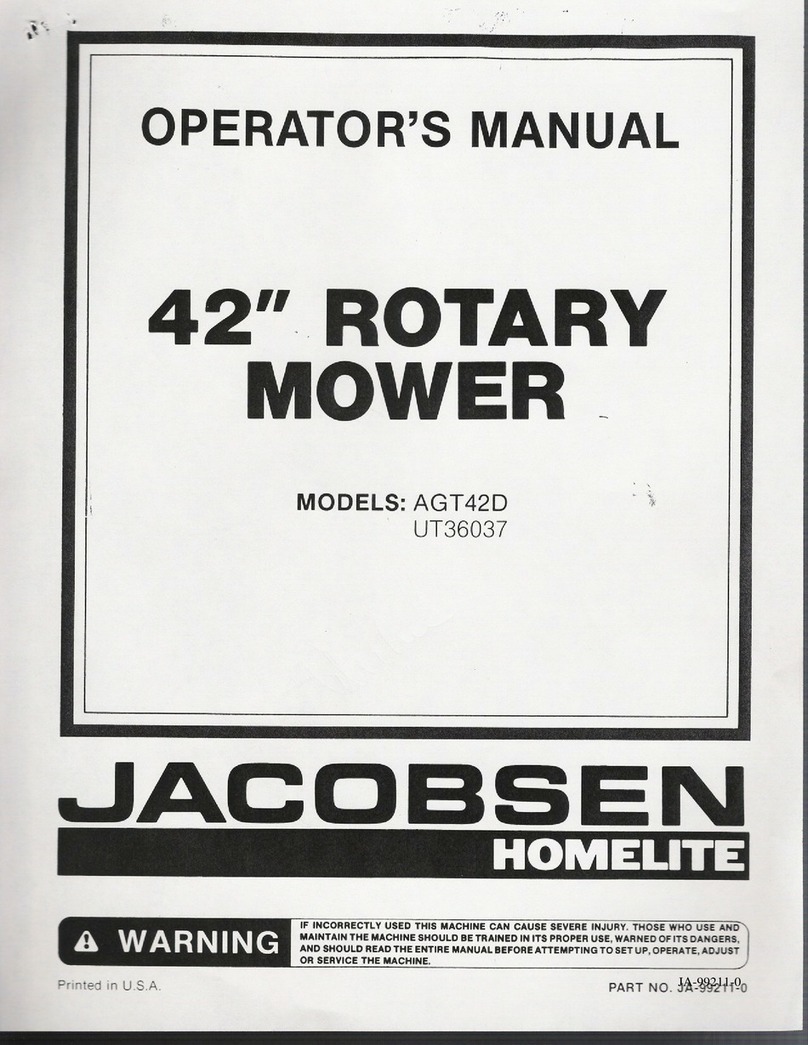 OPERATOR'S MANUAL
42" ROTARY
MOWER
MODELS: AGT42D
UT36037
JACOBSEN
HOMELITE
WARNING
IF INCORRECTLY USED THIS MACHINE CAN CAUSE SEVERE INJURY. THOSE WHO USE AND
MAINTAIN THE MACHINE SHOULD BE TRAINED IN ITS PROPER USE, WARNED OF ITS DANGERS,
AND SHOULD READ THE ENTIRE MANUAL BEFORE ATTEMPTING TO SET UP, OPERATE, ADJUST
OR SERVICE THE MACHINE.
Printed in U.S.A.
PART NO. JA-99211-0
JA-99211-0